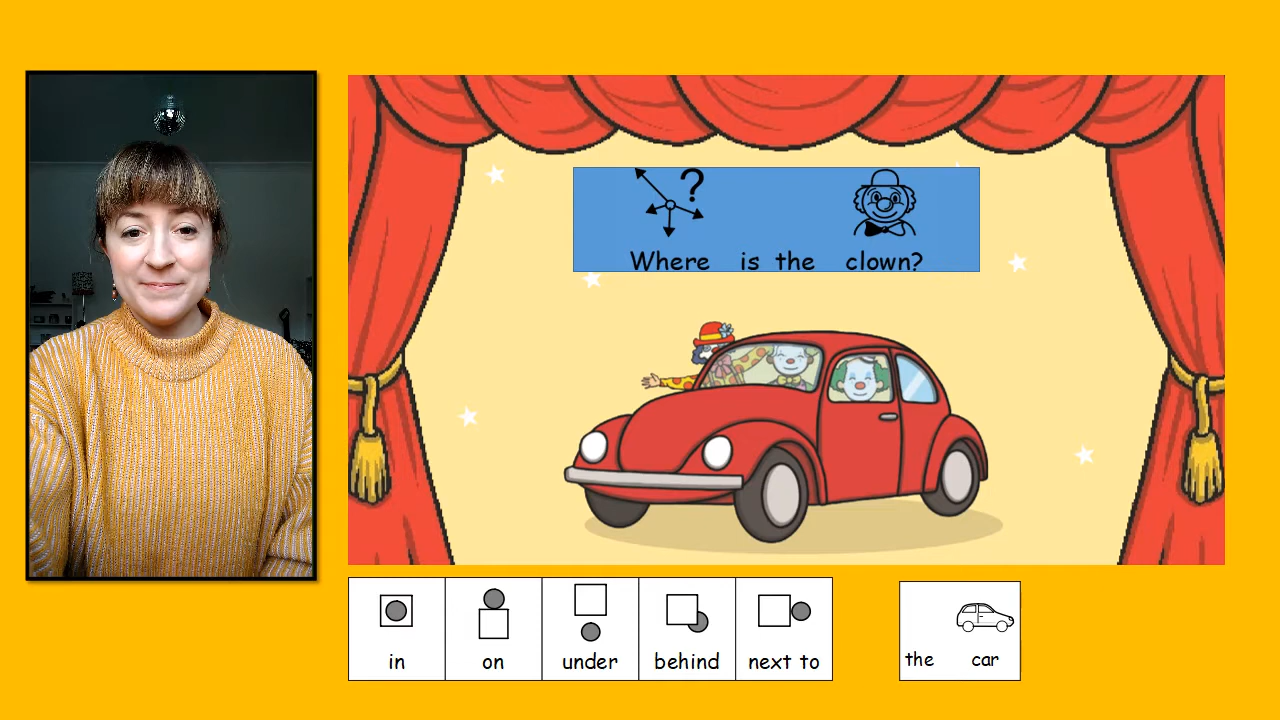 Where is the clown?
in on under behind next to
the car